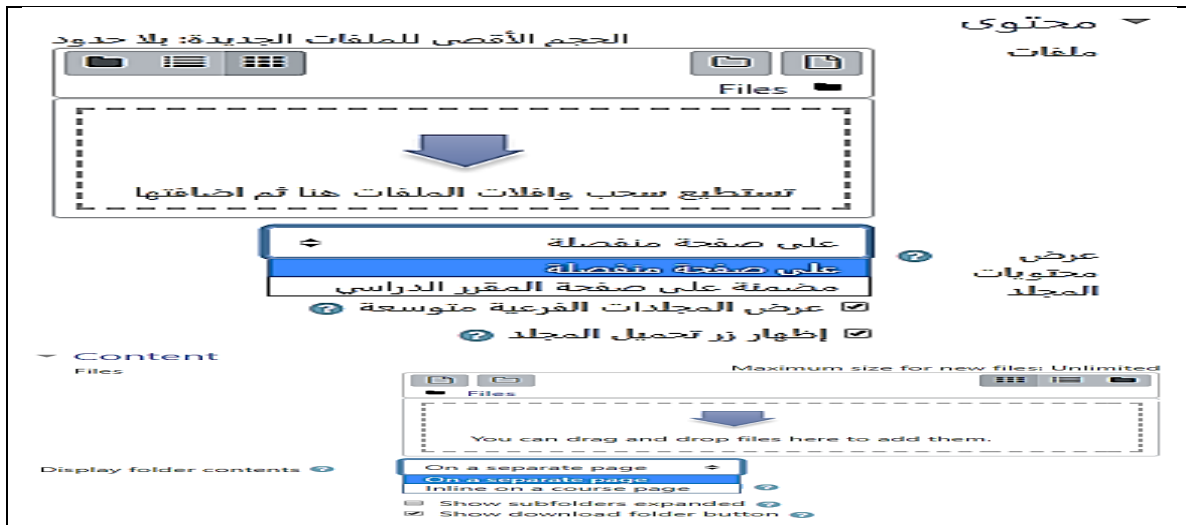 محتوى
ملفات
الحجم الأقصى للملفات الجديدة: بلا حدود
Files
تستطيع سحب وافلات الملفات هنا ثم اضافتها
عرض محتويات المجلد
على صفحة منفصلة
على صفحة منفصلة
مضمئة على صفحة المقرر الدراسي
عرض المجلدات الفرعية متوسعة
إظهار زر تحميل المجلد
Content
Files
Maximum size for new files: Unlimited
Files
You can drag and drop files here to add them.
Display folder contents
On a separate page
On a separate page
Inline on a course page
Show subfolders expanded
Show download folder button